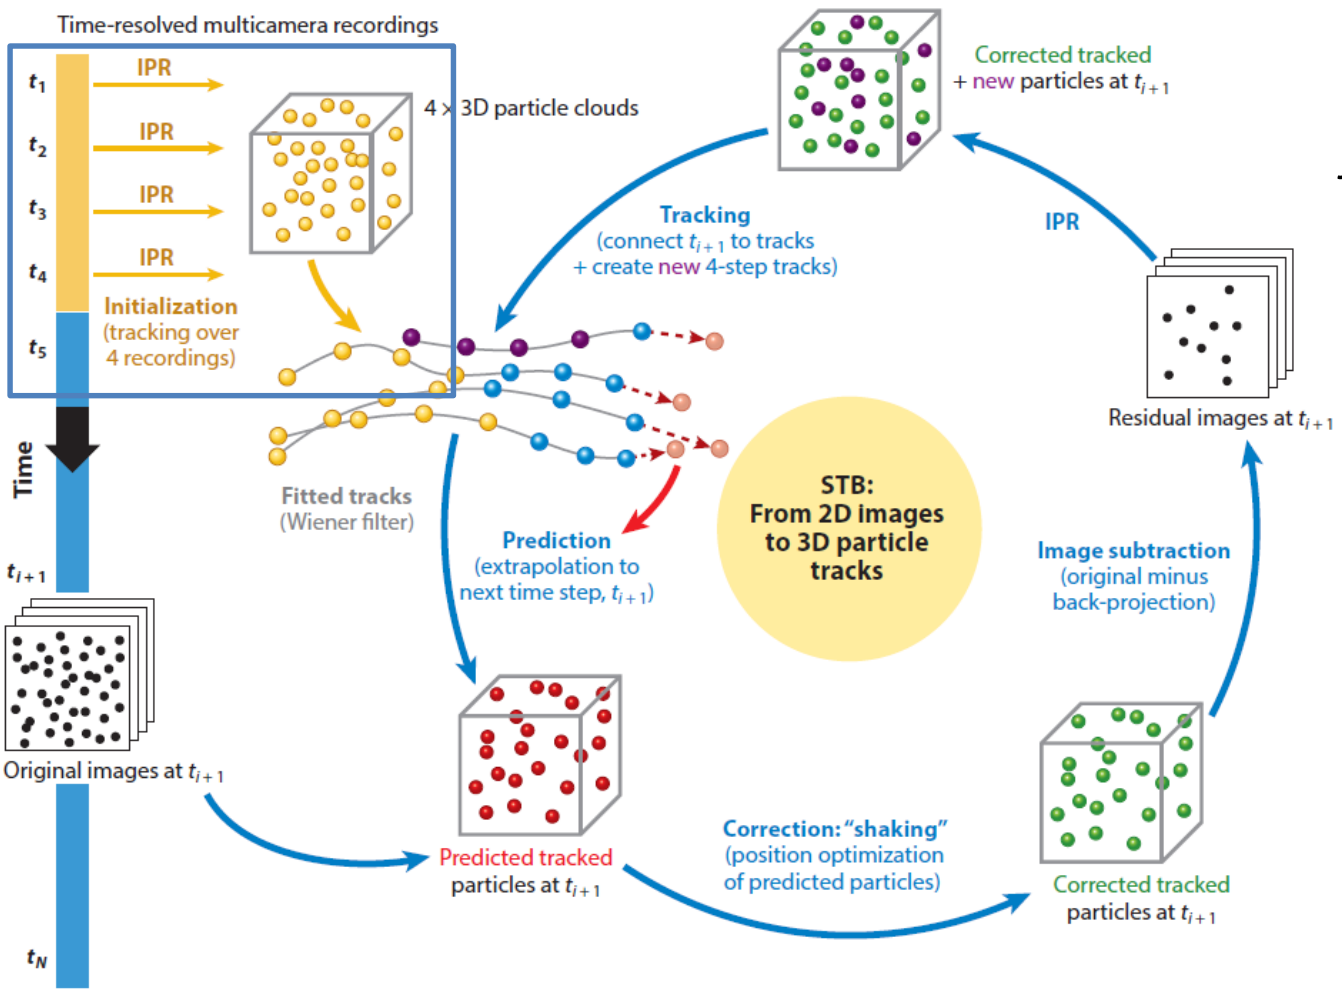 Time-resolved multicamera recordings
t₁
IPR
t₂
IPR
t₃
IPR
t₄
IPR
4 × 3D particle clouds
Initialization
(tracking over
4 recordings)
t₅
Time
Corrected tracked
+ new particles at tᵢ₊₁
Tracking
(connect tᵢ₊₁ to tracks
+ create new 4-step tracks)
IPR
Residual images at tᵢ₊₁
Fitted tracks
(Wiener filter)
Prediction
(extrapolation to
next time step, tᵢ₊₁)
STB:
From 2D images
to 3D particle
tracks
Image subtraction
(original minus
back-projection)
tᵢ₊₁
Original images at tᵢ₊₁
Predicted tracked
particles at tᵢ₊₁
Correction: “shaking”
(position optimization
of predicted particles)
Corrected tracked
particles at tᵢ₊₁
t_N